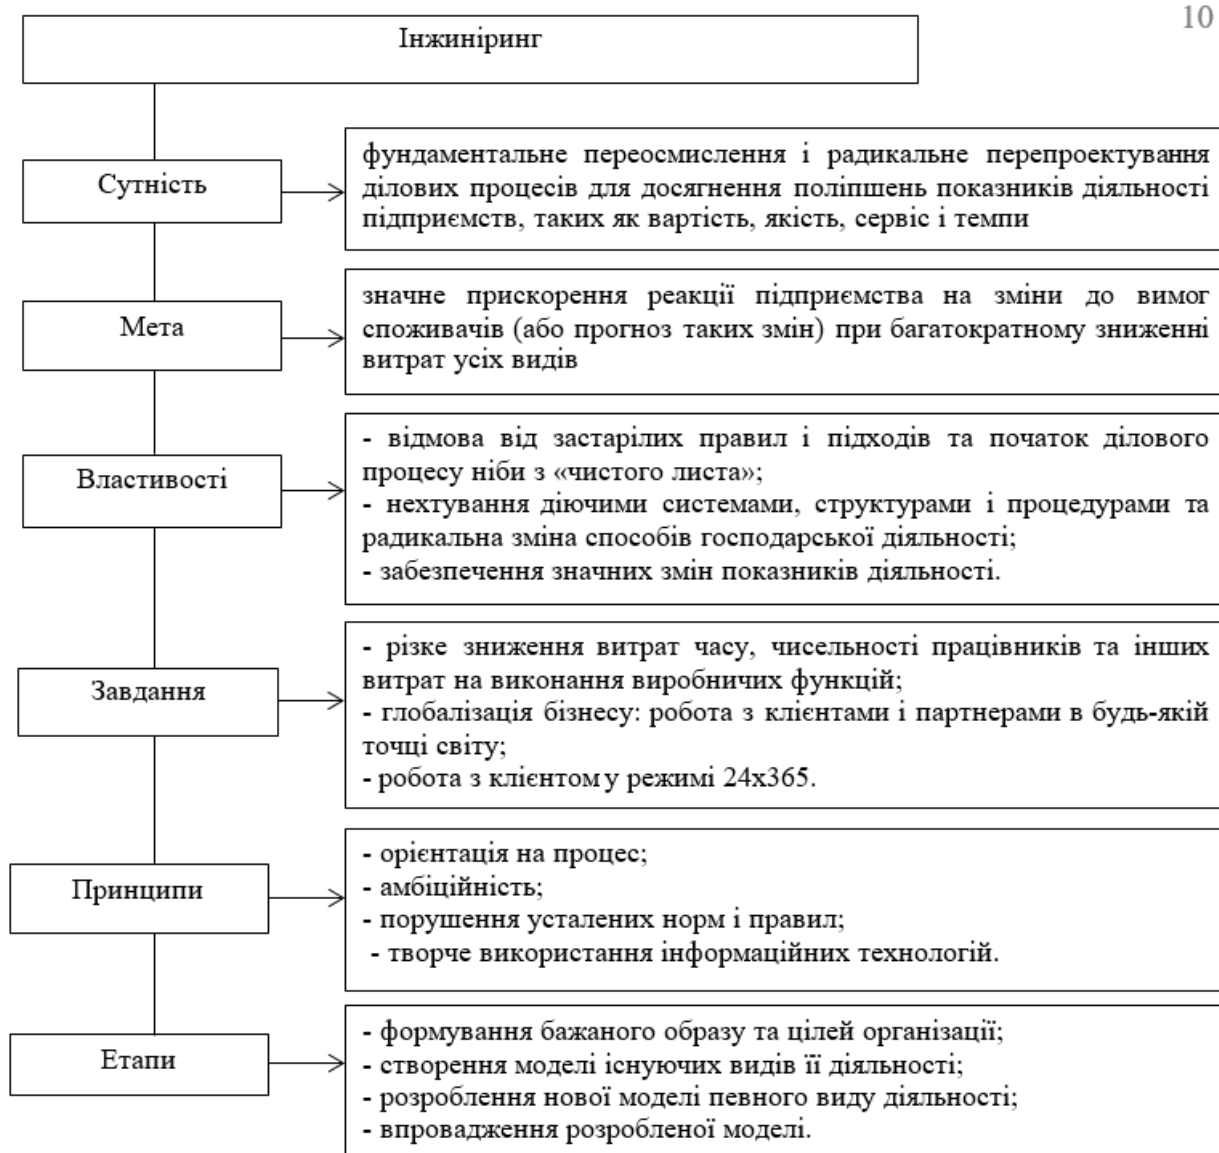 10
Інжиніринг
Сутність
фундаментальне переосмислення і радикальне перепроектування
ділових процесів для досягнення поліпшень показників діяльності
підприємств, таких як вартість, якість, сервіс і темпи
Мета
значне прискорення реакції підприємства на зміни до вимог
споживачів (або прогноз таких змін) при багатократному зниженні
витрат усіх видів
Властивості
- відмова від застарілих правил і підходів та початок ділового
процесу ніби з «чистого листа»;
- нехтування діючими системами, структурами і процедурами та
радикальна зміна способів господарської діяльності;
- забезпечення значних змін показників діяльності.
Завдання
- різке зниження витрат часу, чисельності працівників та інших
витрат на виконання виробничих функцій;
- глобалізація бізнесу: робота з клієнтами і партнерами в будь-якій
точці світу;
- робота з клієнтом у режимі 24х365.
Принципи
- орієнтація на процес;
- амбіційність;
- порушення усталених норм і правил;
- творче використання інформаційних технологій.
Етапи
- формування бажаного образу та цілей організації;
- створення моделі існуючих видів її діяльності;
- розроблення нової моделі певного виду діяльності;
- впровадження розробленої моделі.